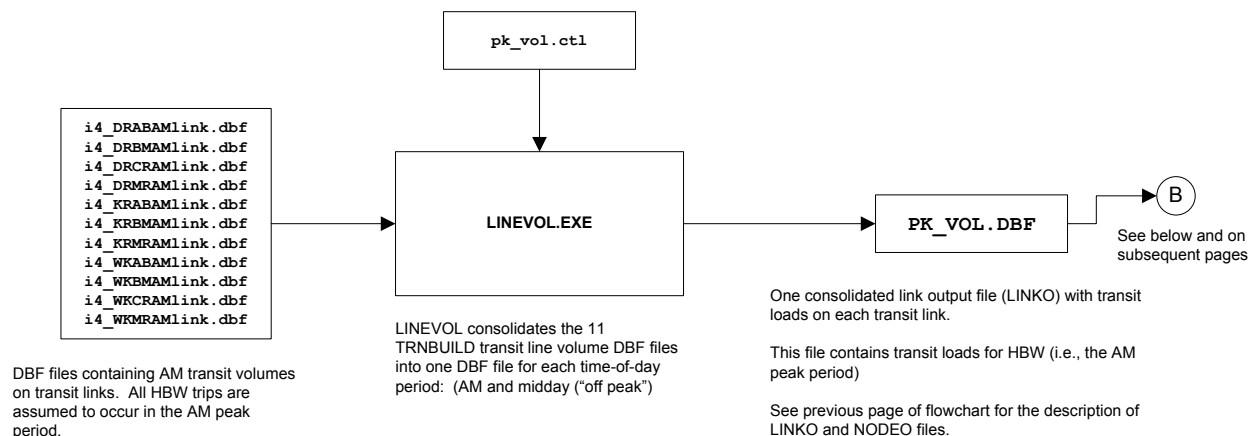 pk_vol.ctl
i4_DRABAMlink.dbf
i4_DRBMAMlink.dbf
i4_DRCRAMlink.dbf
i4_DRMRAMlink.dbf
i4_KRABAMlink.dbf
i4_KRBMAMlink.dbf
i4_KRMRAMlink.dbf
i4_WKABAMlink.dbf
i4_WKBMAMlink.dbf
i4_WKCRAMlink.dbf
i4_WKMRAMlink.dbf
DBF files containing AM transit volumes
on transit links. All HBW trips are
assumed to occur in the AM peak
period.
LINEVOL.EXE
LINEVOL consolidates the 11
TRNBUILD transit line volume DBF files
into one DBF file for each time-of-day
period: (AM and midday (“off peak”)
PK_VOL.DBF
One consolidated link output file (LINKO) with transit
loads on each transit link.
This file contains transit loads for HBW (i.e., the AM
peak period)
See previous page of flowchart for the description of
LINKO and NODEO files.
B
See below and on
subsequent pages